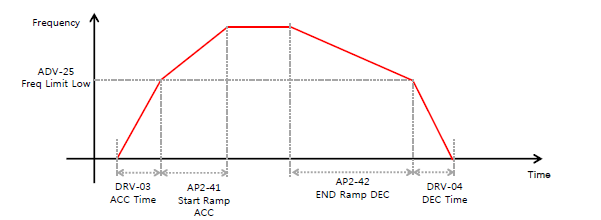 Frequency
ADV-25
Freq Limit Low
Time
DRV-03
ACC Time
AP2-41
Start Ramp
ACC
AP2-42
END Ramp DEC
DRV-04
DEC Time